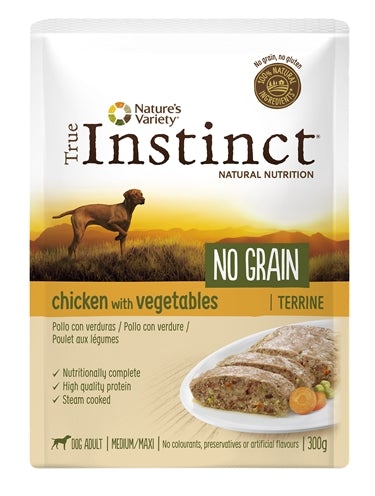 No grain, no gluten
100% NATURAL INGREDIENTS
Nature's
Variety®
True
Instinct®
NATURAL NUTRITION
NO GRAIN
chicken with vegetables | TERRINE
Pollo con verduras / Pollo con verdure /
Poulet aux légumes
✓ Nutritionally complete
✓ High quality protein
✓ Steam cooked
DOG ADULT | MEDIUM/MAXI | No colourants, preservatives or artificial flavours | 300g